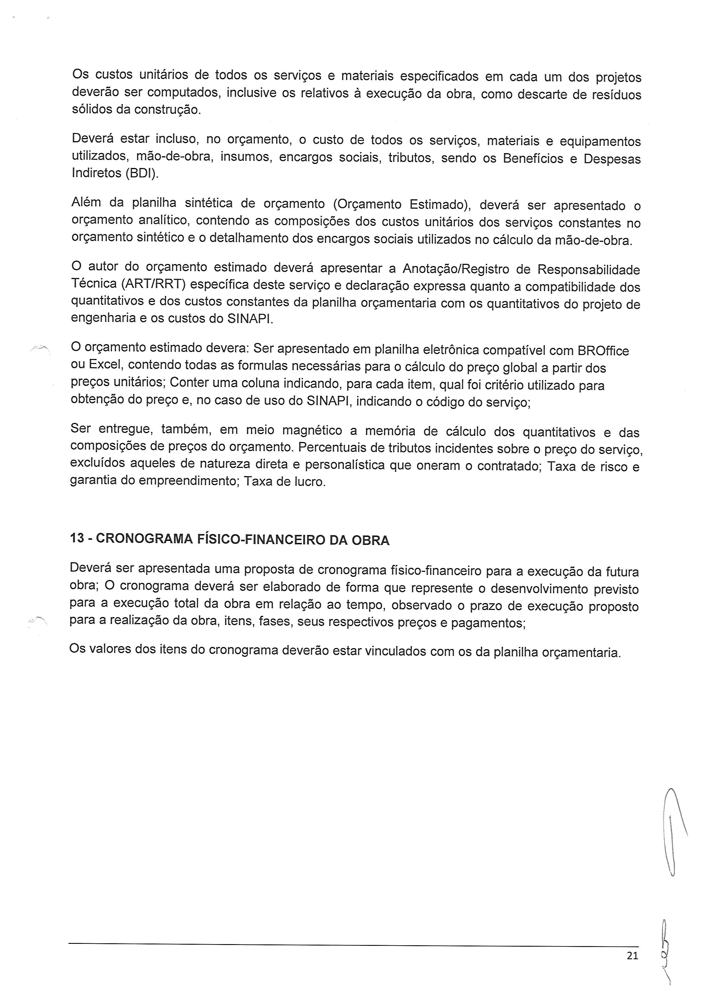 Os custos unitários de todos os serviços e materiais especificados em cada um dos projetos
deverão ser computados, inclusive os relativos à execução da obra, como descarte de resíduos
sólidos da construção.
Deverá estar incluso, no orçamento, o custo de todos os serviços, materiais e equipamentos
utilizados, mão-de-obra, insumos, encargos sociais, tributos, sendo os Benefícios e Despesas
Indiretos (BDI).
Além da planilha sintética de orçamento (Orçamento Estimado), deverá ser apresentado o
orçamento analítico, contendo as composições dos custos unitários dos serviços constantes no
orçamento sintético e o detalhamento dos encargos sociais utilizados no cálculo da mão-de-obra.
O autor do orçamento estimado deverá apresentar a Anotação/Registro de Responsabilidade
Técnica (ART/RRT) específica deste serviço e declaração expressa quanto a compatibilidade dos
quantitativos e dos custos constantes da planilha orçamentaria com os quantitativos do projeto de
engenharia e os custos do SINAPI.
O orçamento estimado devera: Ser apresentado em planilha eletrônica compatível com BROffice
ou Excel, contendo todas as formulas necessárias para o cálculo do preço global a partir dos
preços unitários; Conter uma coluna indicando, para cada item, qual foi critério utilizado para
obtenção do preço e, no caso de uso do SINAPI, indicando o código do serviço;
Ser entregue, também, em meio magnético a memória de cálculo dos quantitativos e das
composições de preços do orçamento. Percentuais de tributos incidentes sobre o preço do serviço,
excluídos aqueles de natureza direta e personalística que oneram o contratado; Taxa de risco e
garantia do empreendimento; Taxa de lucro.
13 - CRONOGRAMA FÍSICO-FINANCEIRO DA OBRA
Deverá ser apresentada uma proposta de cronograma físico-financeiro para a execução da futura
obra; O cronograma deverá ser elaborado de forma que represente o desenvolvimento previsto
para a execução total da obra em relação ao tempo, observado o prazo de execução proposto
para a realização da obra, itens, fases, seus respectivos preços e pagamentos;
Os valores dos itens do cronograma deverão estar vinculados com os da planilha orçamentaria.
21